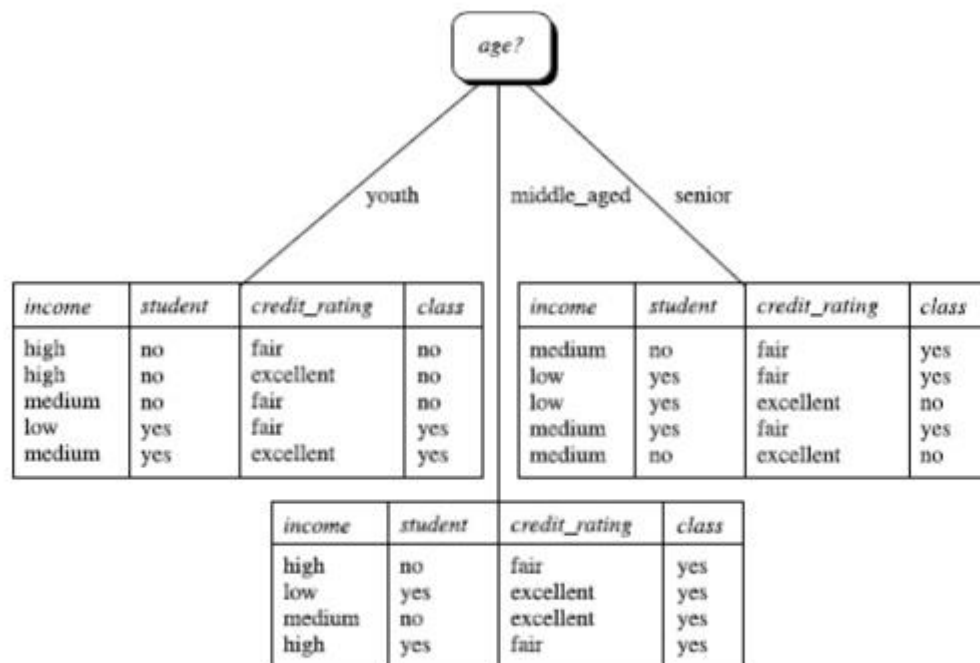 age?
youth
middle_aged
senior
income student credit_rating class
high no fair no
high no excellent no
medium no fair no
low yes fair yes
medium yes excellent yes
income student credit_rating class
medium no fair yes
low yes fair yes
low yes excellent no
medium yes fair yes
medium no excellent no
income student credit_rating class
high no fair yes
low yes excellent yes
medium no excellent yes
high yes fair yes